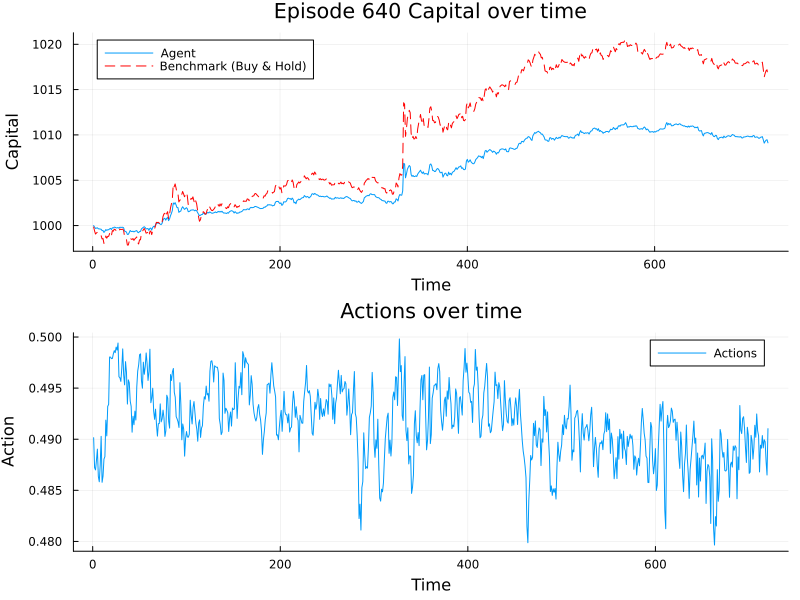 Episode 640 Capital over time
Capital
1020
1015
1010
1005
1000
Agent
Benchmark (Buy & Hold)
0
200
400
600
Time
Actions over time
Action
0.500
0.495
0.490
0.485
0.480
Actions
0
200
400
600
Time